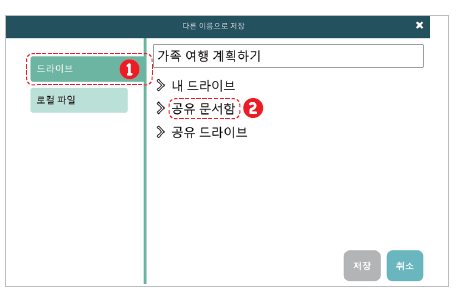 다른 이름으로 저장
드라이브 1
로컬 파일
가족 여행 계획하기
내 드라이브
공유 문서함 2
공유 드라이브
저장 취소